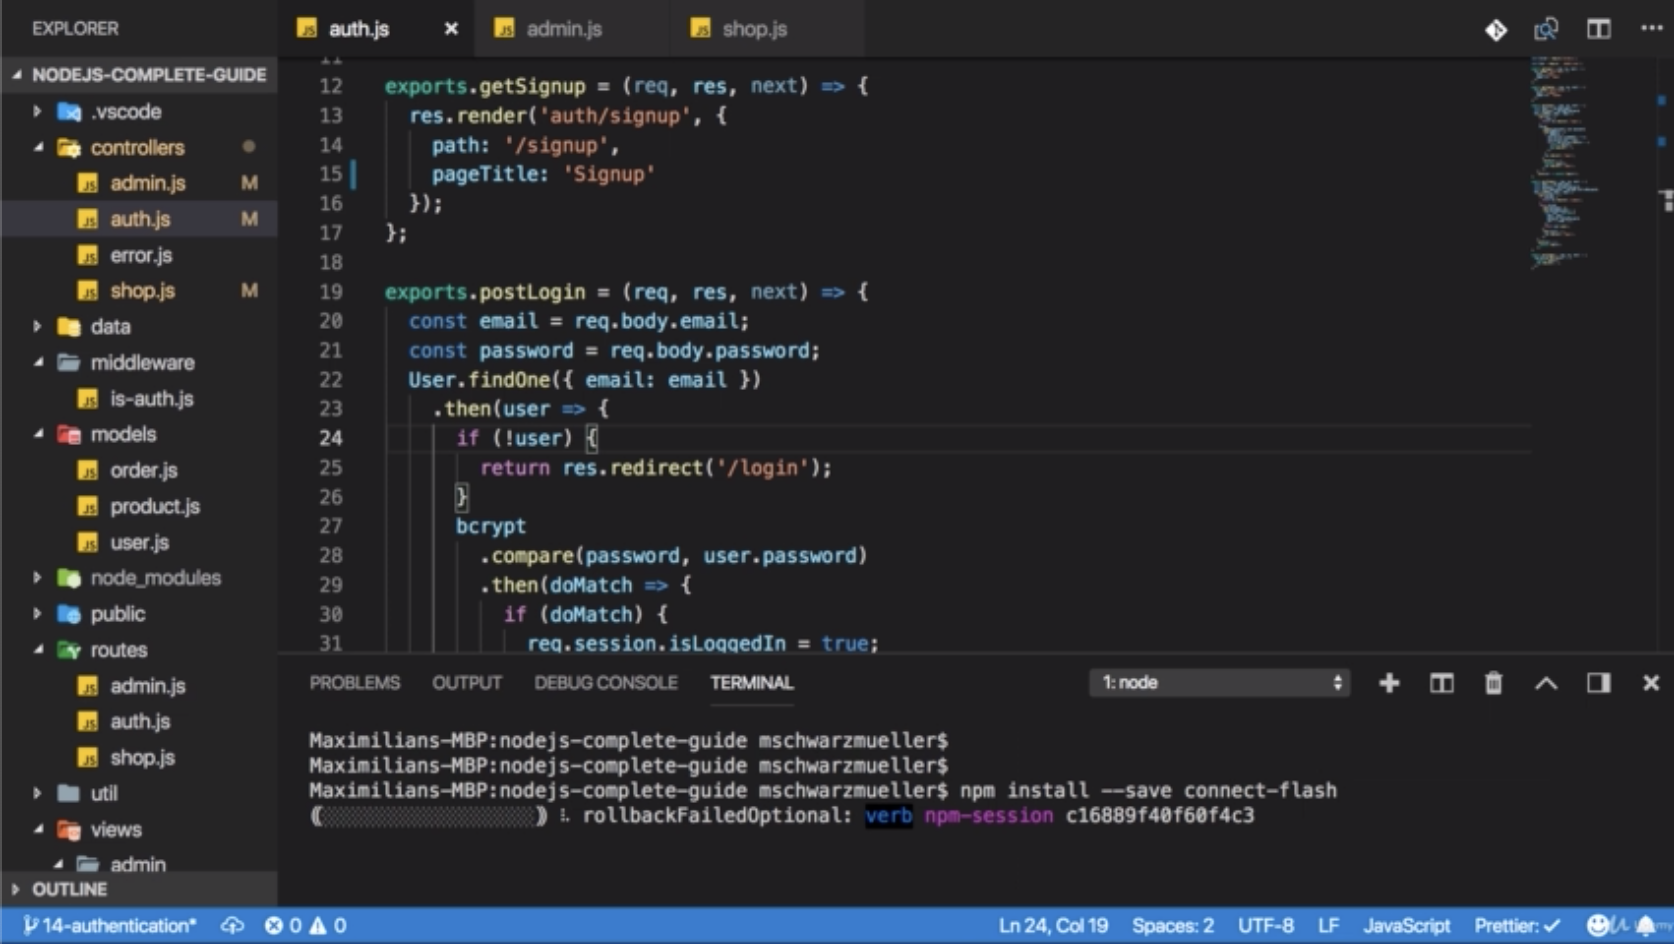 EXPLORER
auth.js
admin.js
shop.js
NODEJS-COMPLETE-GUIDE
.vscode
controllers
admin.js M
auth.js M
error.js
shop.js M
data
middleware
is-auth.js
models
order.js
product.js
user.js
node_modules
public
routes
admin.js
auth.js
shop.js
util
views
admin
OUTLINE
11
12 exports.getSignup = (req, res, next) => {
13 res.render('auth/signup', {
14 path: '/signup',
15 pageTitle: 'Signup'
16 });
17 };
18
19 exports.postLogin = (req, res, next) => {
20 const email = req.body.email;
21 const password = req.body.password;
22 User.findOne({ email: email })
23 .then(user => {
24 if (!user) {
25 return res.redirect('/login');
26 }
27 bcrypt
28 .compare(password, user.password)
29 .then(doMatch => {
30 if (doMatch) {
31 req.session.isLoggedIn = true;
PROBLEMS OUTPUT DEBUG CONSOLE TERMINAL 1: node
Maximilians-MBP:nodejs-complete-guide mschwarzmueller$
Maximilians-MBP:nodejs-complete-guide mschwarzmueller$
Maximilians-MBP:nodejs-complete-guide mschwarzmueller$ npm install --save connect-flash
rollbackFailedOptional: verb npm-session c16889f40f60f4c3
14-authentication* 0 0 Ln 24, Col 19 Spaces: 2 UTF-8 LF JavaScript Prettier: ✓